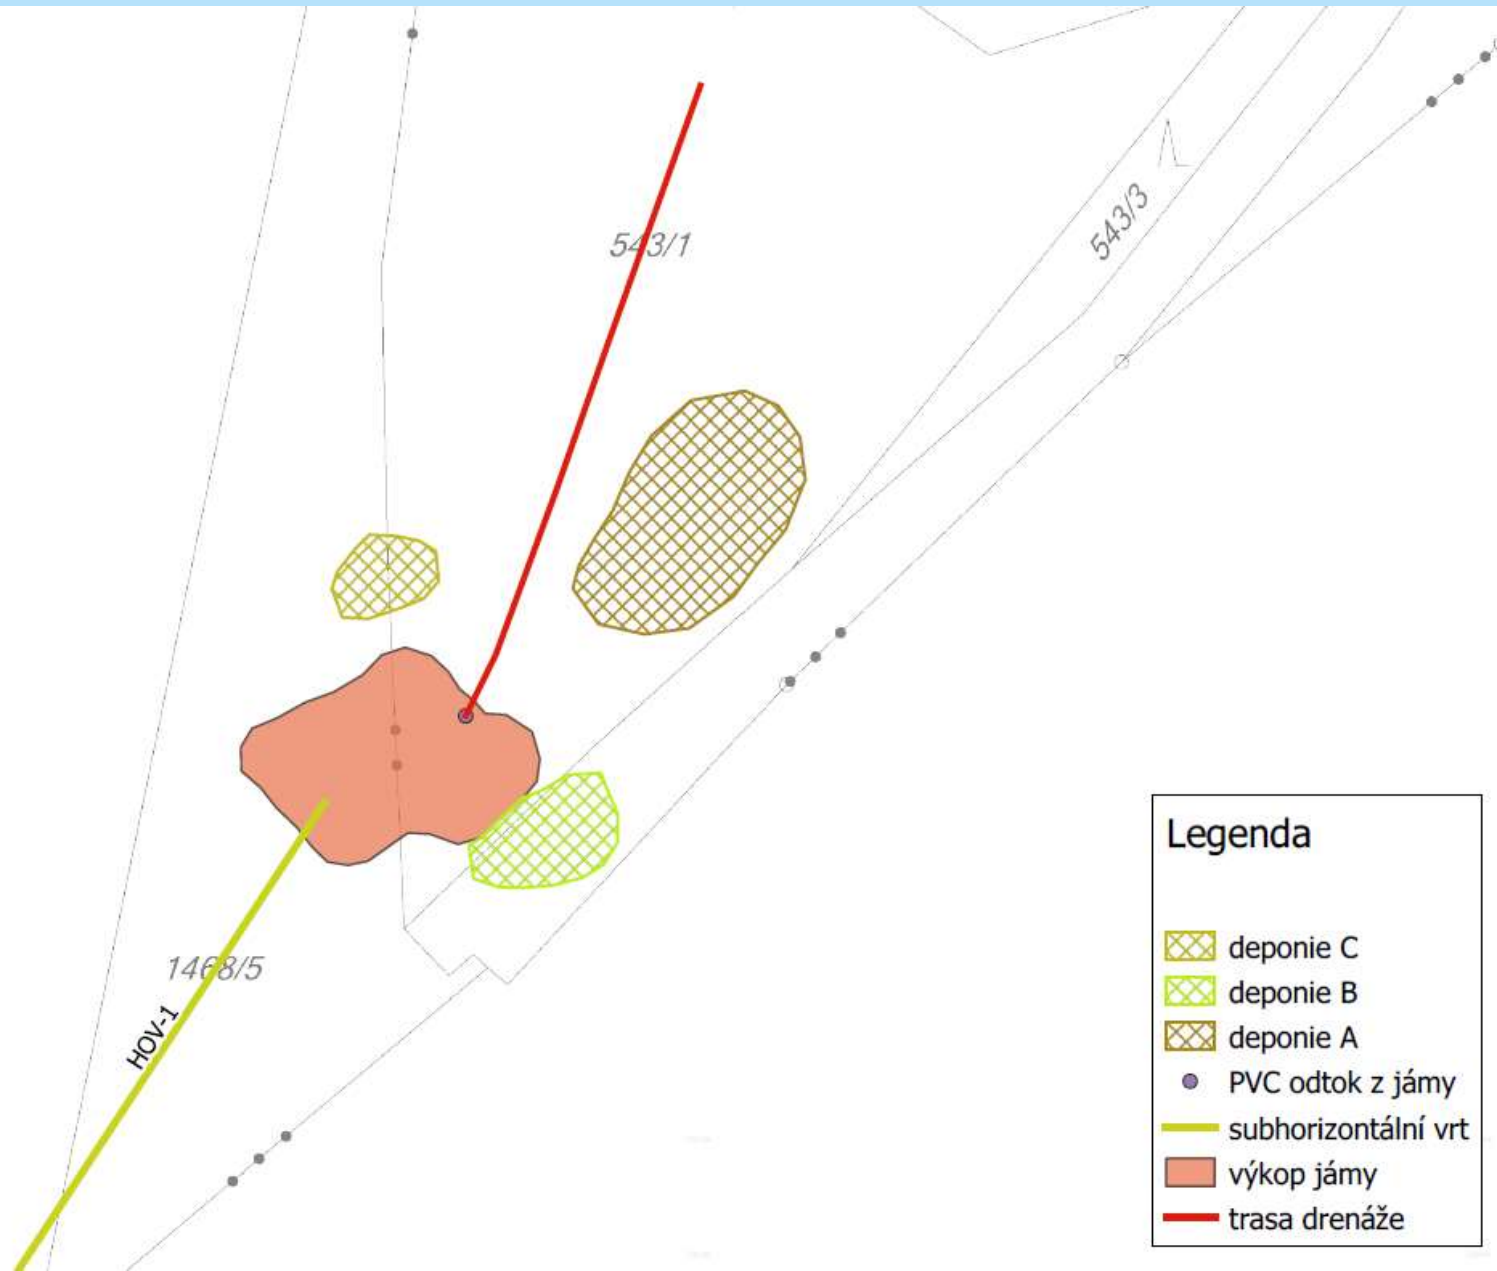 543/1
543/3
1468/5
HOV-1
Legenda
deponie C
deponie B
deponie A
PVC odtok z jámy
subhorizontální vrt
výkop jámy
trasa drenáže